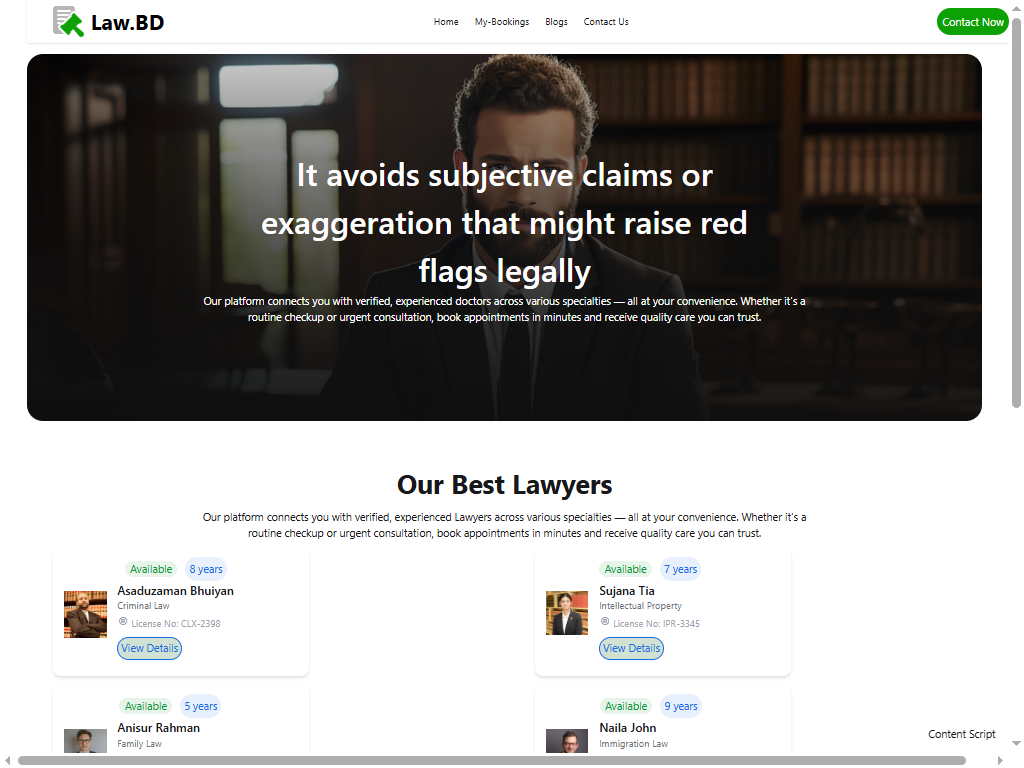 Law.BD
Home My-Bookings Blogs Contact Us
Contact Now
It avoids subjective claims or
exaggeration that might raise red
flags legally
Our platform connects you with verified, experienced doctors across various specialties — all at your convenience. Whether it's a
routine checkup or urgent consultation, book appointments in minutes and receive quality care you can trust.
Our Best Lawyers
Our platform connects you with verified, experienced Lawyers across various specialties — all at your convenience. Whether it's a
routine checkup or urgent consultation, book appointments in minutes and receive quality care you can trust.
Available 8 years
Asaduzaman Bhuiyan
Criminal Law
® License No: CLX-2398
View Details
Available 7 years
Sujana Tia
Intellectual Property
® License No: IPR-3345
View Details
Available 5 years
Anisur Rahman
Family Law
Available 9 years
Naila John
Immigration Law
Content Script